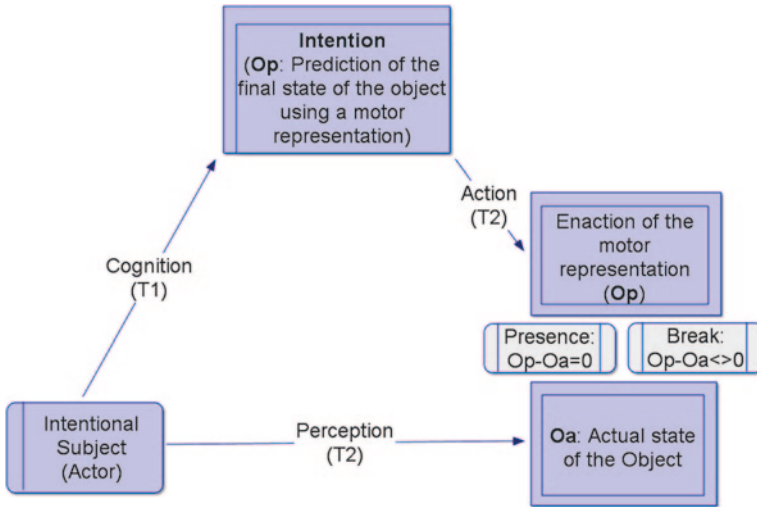 Intention
(Op: Prediction of the
final state of the object
using a motor
representation)
Action
(T2)
Enaction of the
motor
representation
(Op)
Cognition
(T1)
Presence:
Op-Oa=0
Break:
Op-Oa<>0
Intentional
Subject
(Actor)
Perception
(T2)
Oa: Actual state
of the Object